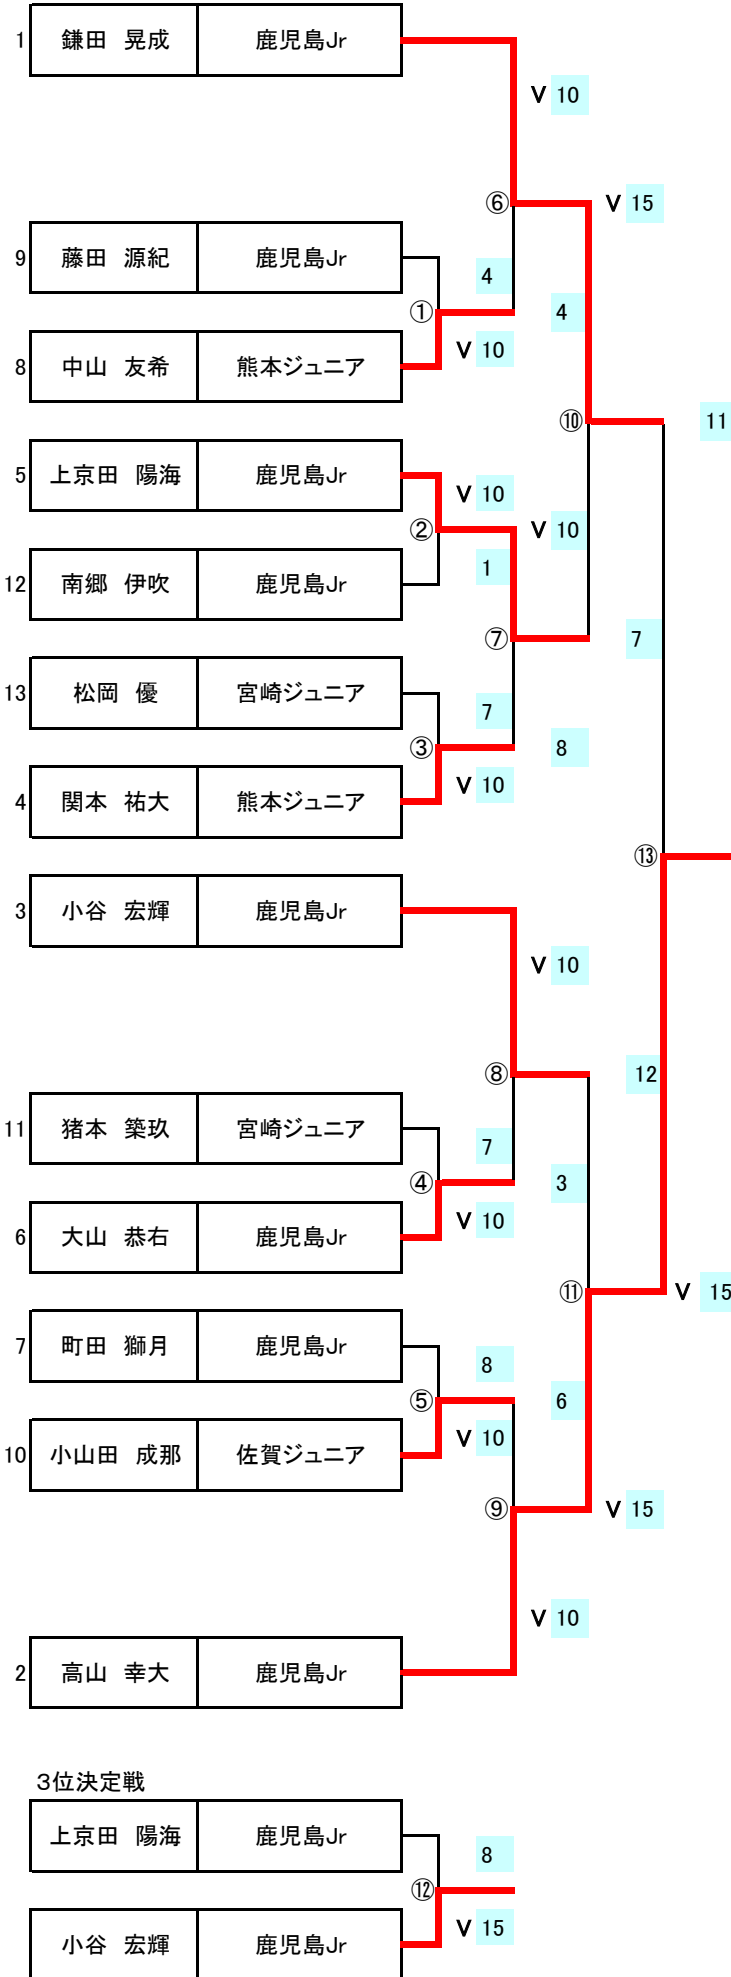 1 鎌田 晃成 鹿児島Jr
V 10
⑥ V 15
9 藤田 源紀 鹿児島Jr
4
① 4
8 中山 友希 熊本ジュニア V 10
⑩ 11
5 上京田 陽海 鹿児島Jr V 10
② V 10
12 南郷 伊吹 鹿児島Jr 1
⑦ 7
13 松岡 優 宮崎ジュニア 7
③ 8
4 関本 祐大 熊本ジュニア V 10
⑬
3 小谷 宏輝 鹿児島Jr
V 10
⑧ 12
11 猪本 築玖 宮崎ジュニア 7
④ 3
6 大山 恭右 鹿児島Jr V 10
⑪ V 15
7 町田 獅月 鹿児島Jr 8
⑤ 6
10 小山田 成那 佐賀ジュニア V 10
⑨ V 15
V 10
2 高山 幸大 鹿児島Jr
3位決定戦
上京田 陽海 鹿児島Jr 8
⑫
小谷 宏輝 鹿児島Jr V 15